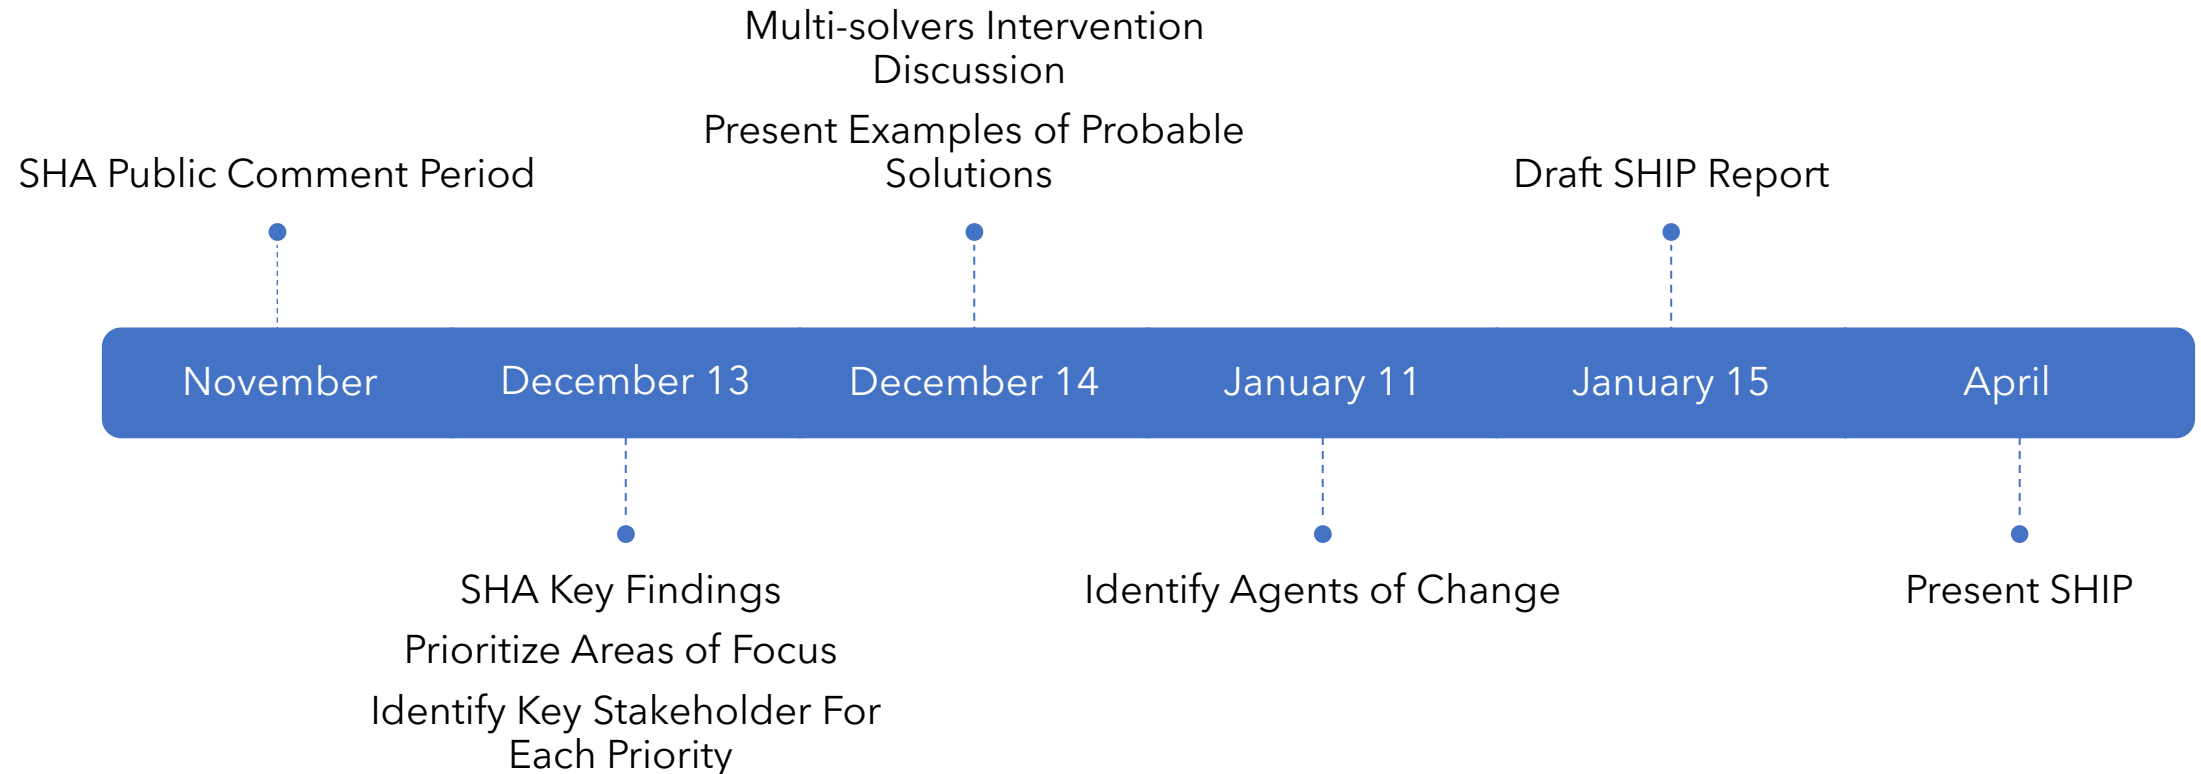 Multi-solvers Intervention
Discussion
Present Examples of Probable
Solutions
SHA Public Comment Period
Draft SHIP Report
November
December 13
December 14
January 11
January 15
April
SHA Key Findings
Prioritize Areas of Focus
Identify Key Stakeholder For
Each Priority
Identify Agents of Change
Present SHIP